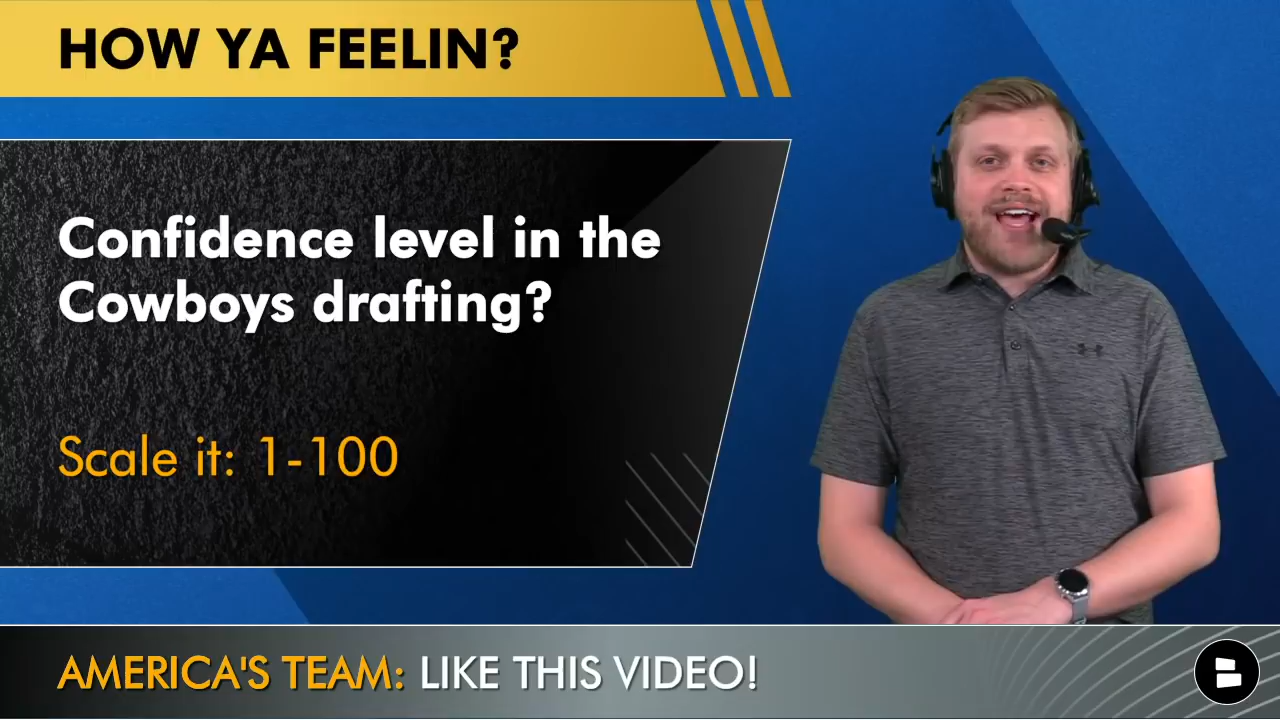 HOW YA FEELIN?
Confidence level in the
Cowboys drafting?
Scale it: 1-100
AMERICA'S TEAM: LIKE THIS VIDEO!